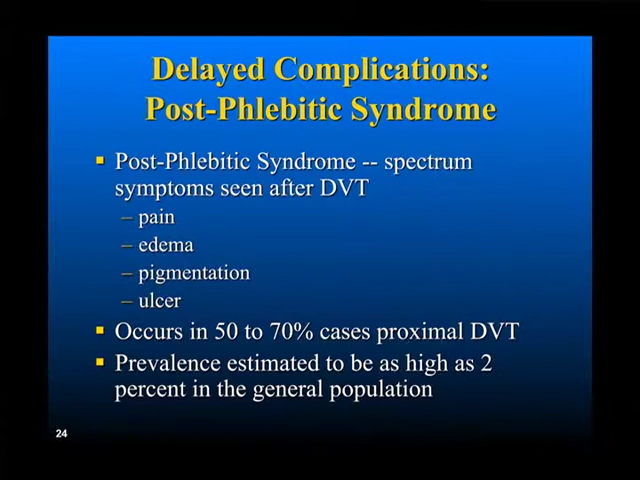 Delayed Complications:
Post-Phlebitic Syndrome
Post-Phlebitic Syndrome -- spectrum
symptoms seen after DVT
– pain
– edema
– pigmentation
– ulcer
Occurs in 50 to 70% cases proximal DVT
Prevalence estimated to be as high as 2
percent in the general population
24